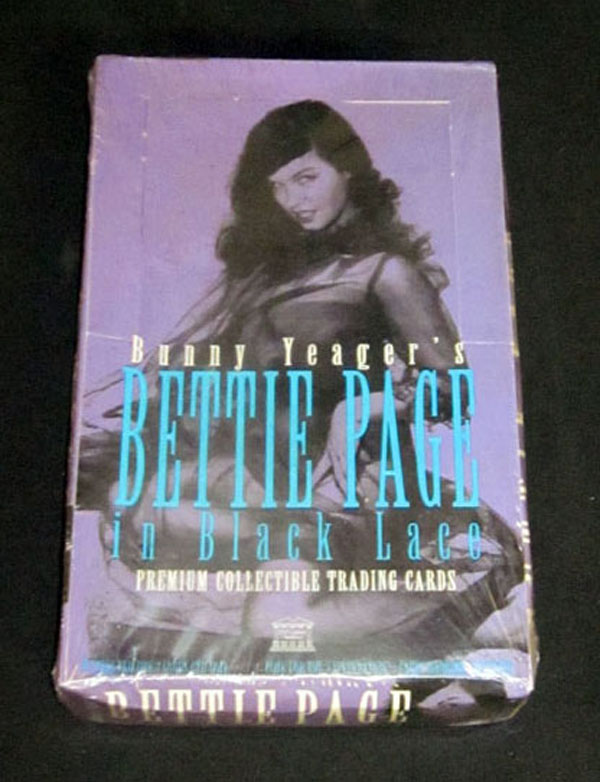 Bunny Yeager's
BETTIE PAGE
in Black Lace
PREMIUM COLLECTIBLE TRADING CARDS
BETTIE PAGE